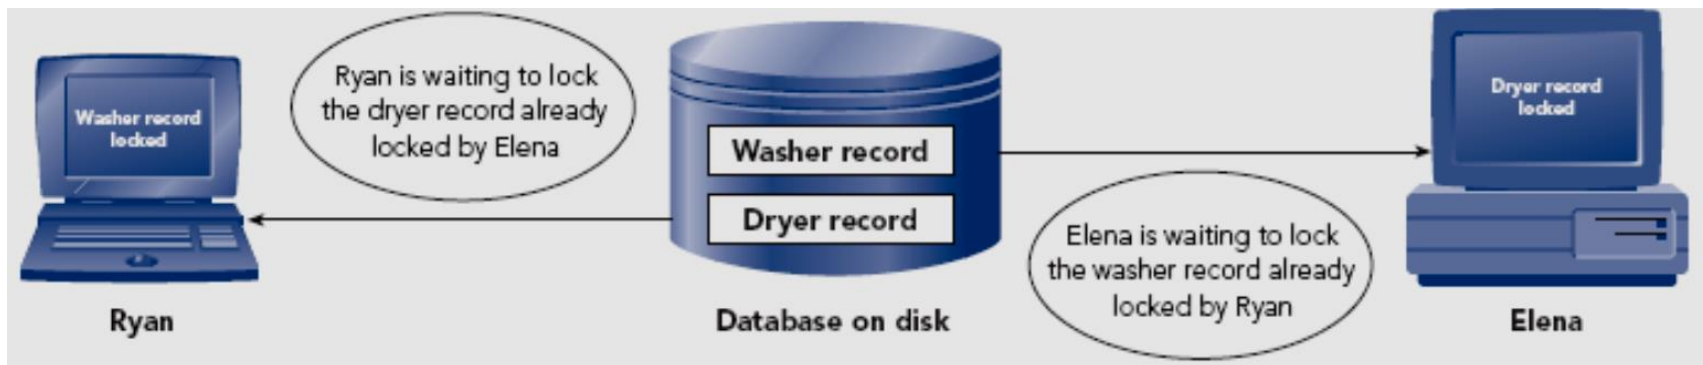 Washer record
locked
Ryan is waiting to lock
the dryer record already
locked by Elena
Washer record
Dryer record
Dryer record
locked
Elena is waiting to lock
the washer record already
locked by Ryan
Ryan
Database on disk
Elena